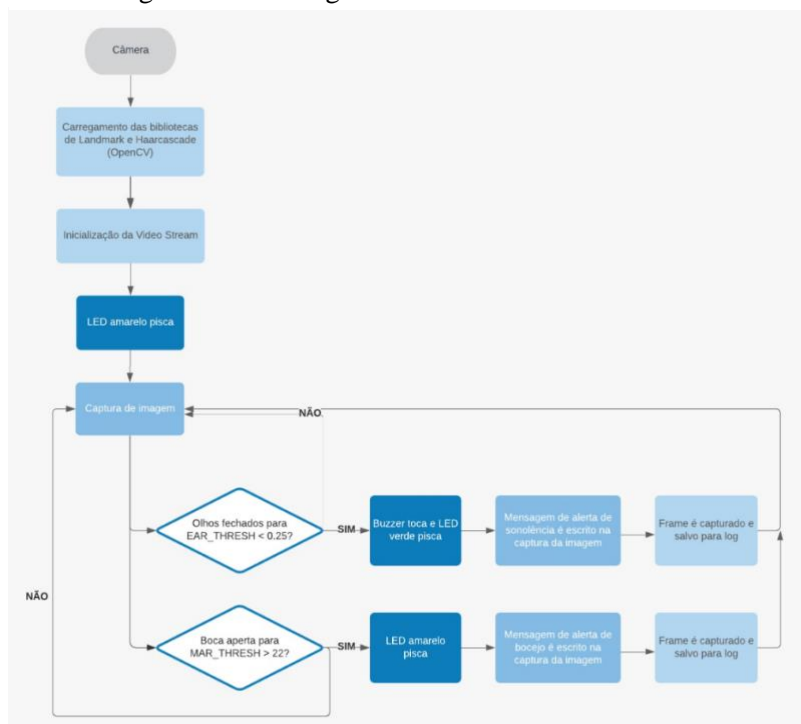 Câmera
Carregamento das bibliotecas
de Landmark e Haarcascade
(OpenCV)
Inicialização da Video Stream
LED amarelo pisca
Captura de imagem
NÃO
Olhos fechados para
EAR_THRESH < 0.25?
SIM
Buzzer toca e LED
verde pisca
Mensagem de alerta de
sonolência é escrito na
captura da imagem
Frame é capturado e
salvo para log
NÃO
Boca aperta para
MAR_THRESH > 22?
SIM
LED amarelo
pisca
Mensagem de alerta de
bocejo é escrito na
captura da imagem
Frame é capturado e
salvo para log